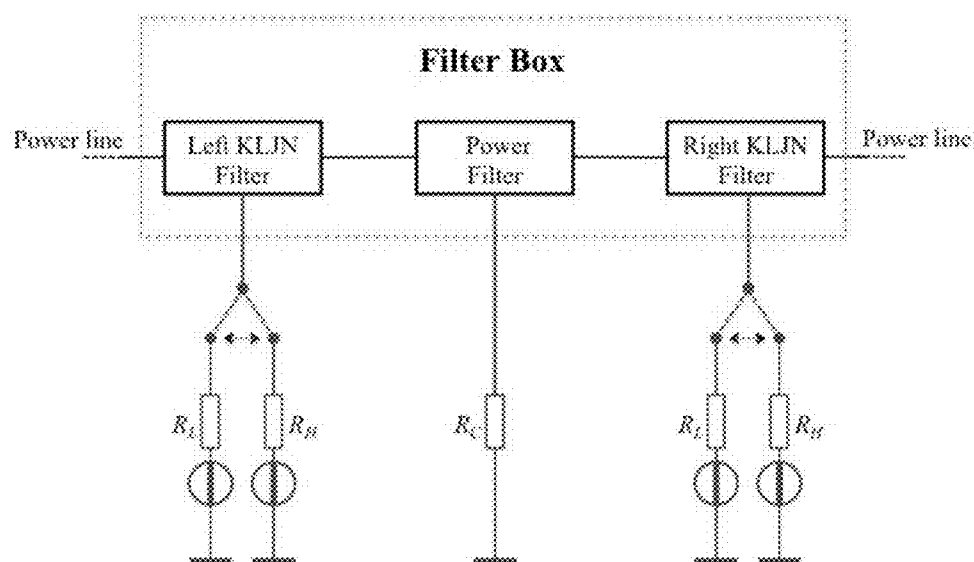 Filter Box
Power line
Left KLJN
Filter
Power
Filter
Right KLJN
Filter
Power line
R_L
R_H
R_C
R_L
R_H